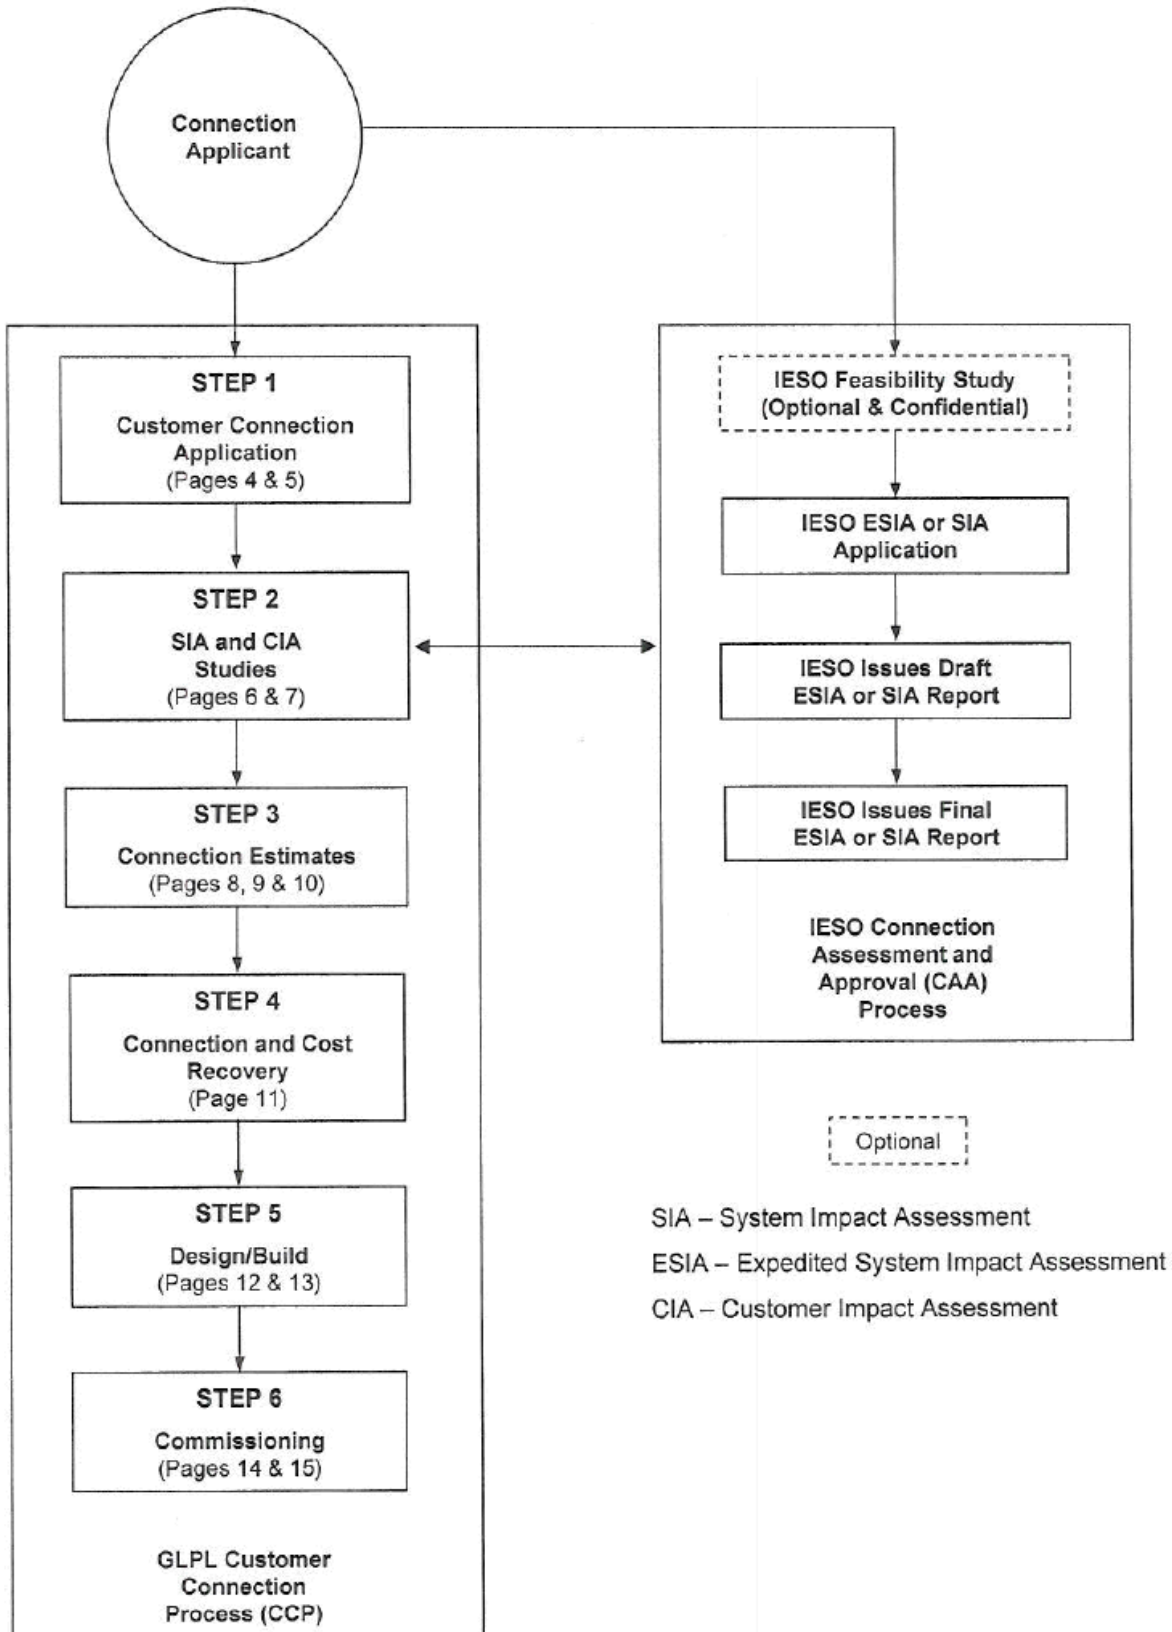 Connection
Applicant
STEP 1
Customer Connection
Application
(Pages 4 & 5)
STEP 2
SIA and CIA
Studies
(Pages 6 & 7)
STEP 3
Connection Estimates
(Pages 8, 9 & 10)
STEP 4
Connection and Cost
Recovery
(Page 11)
STEP 5
Design/Build
(Pages 12 & 13)
STEP 6
Commissioning
(Pages 14 & 15)
GLPL Customer
Connection
Process (CCP)
IESO Feasibility Study
(Optional & Confidential)
IESO ESIA or SIA
Application
IESO Issues Draft
ESIA or SIA Report
IESO Issues Final
ESIA or SIA Report
IESO Connection
Assessment and
Approval (CAA)
Process
Optional
SIA – System Impact Assessment
ESIA – Expedited System Impact Assessment
CIA – Customer Impact Assessment